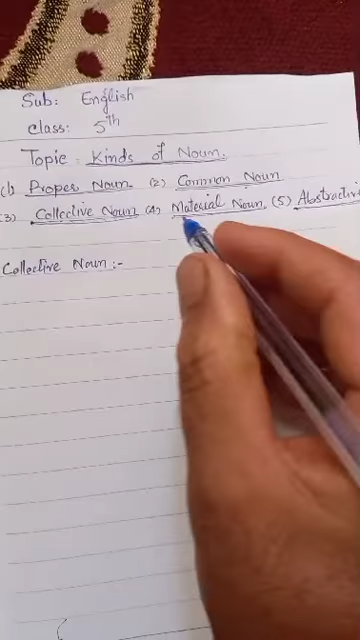 Sub: English
Class: 5th
Topic: Kinds of Noun.
(1) Proper Noun. (2) Common Noun
(3) Collective Noun (4) Material Noun, (5) Abstract
Collective Noun :-